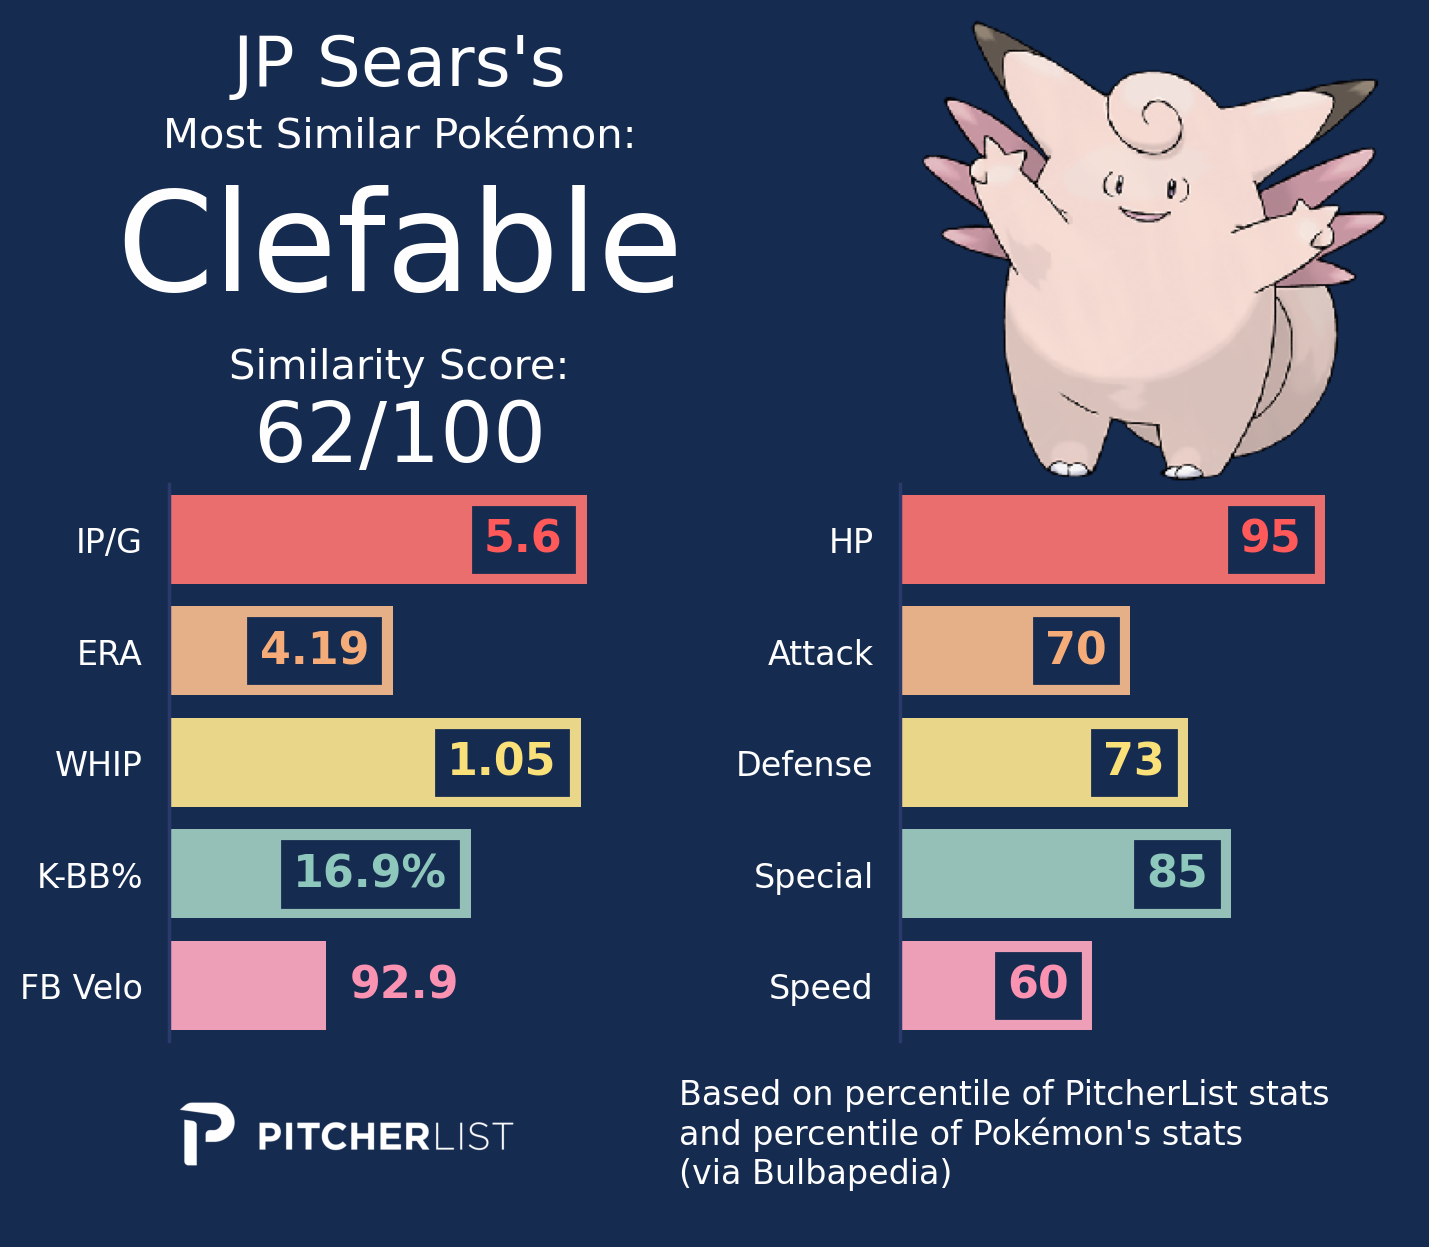 JP Sears's
Most Similar Pokémon:
Clefable
Similarity Score:
62/100
IP/G 5.6
ERA 4.19
WHIP 1.05
K-BB% 16.9%
FB Velo 92.9
HP 95
Attack 70
Defense 73
Special 85
Speed 60
PITCHERLIST
Based on percentile of PitcherList stats
and percentile of Pokémon's stats
(via Bulbapedia)